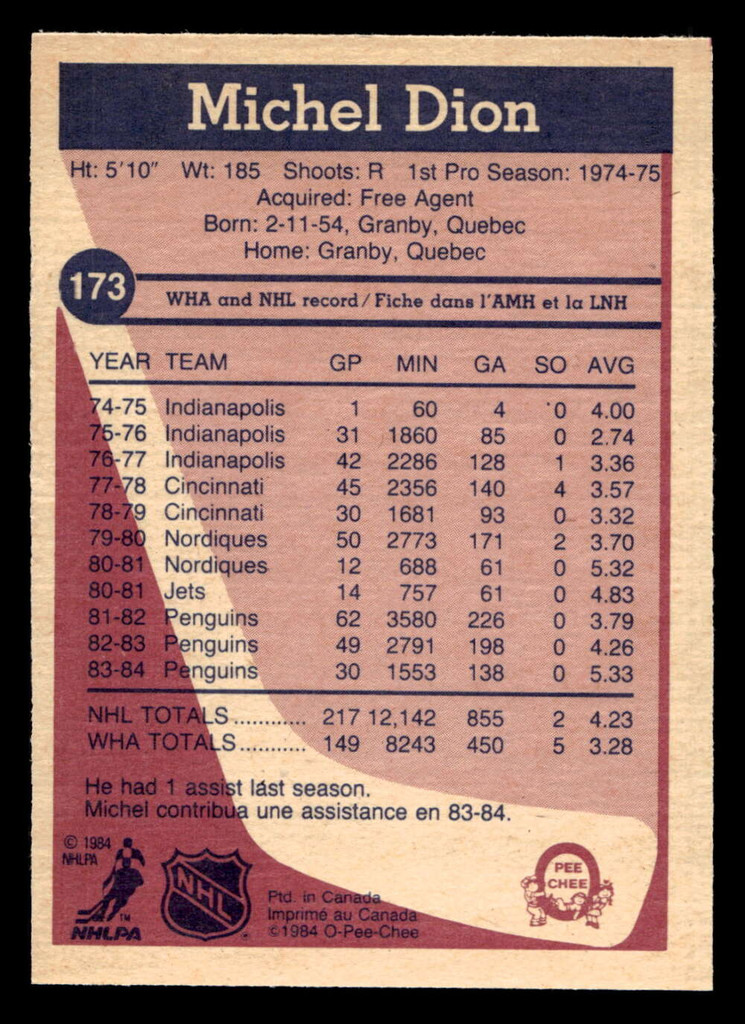 Michel Dion
Ht: 5'10" Wt: 185 Shoots: R 1st Pro Season: 1974-75
Acquired: Free Agent
Born: 2-11-54, Granby, Quebec
Home: Granby, Quebec
173
WHA and NHL record/Fiche dans l'AMH et la LNH
YEAR TEAM GP MIN GA SO AVG
74-75 Indianapolis 1 60 4 0 4.00
75-76 Indianapolis 31 1860 85 0 2.74
76-77 Indianapolis 42 2286 128 1 3.36
77-78 Cincinnati 45 2356 140 4 3.57
78-79 Cincinnati 30 1681 93 0 3.32
79-80 Nordiques 50 2773 171 2 3.70
80-81 Nordiques 12 688 61 0 5.32
80-81 Jets 14 757 61 0 4.83
81-82 Penguins 62 3580 226 0 3.79
82-83 Penguins 49 2791 198 0 4.26
83-84 Penguins 30 1553 138 0 5.33
NHL TOTALS............ 217 12,142 855 2 4.23
WHA TOTALS........... 149 8243 450 5 3.28
He had 1 assist last season.
Michel contribua une assistance en 83-84.
© 1984
NHLPA
TM
NHLPA
NHL
Ptd. in Canada
Imprimé au Canada
©1984 O-Pee-Chee
PEE
CHEE